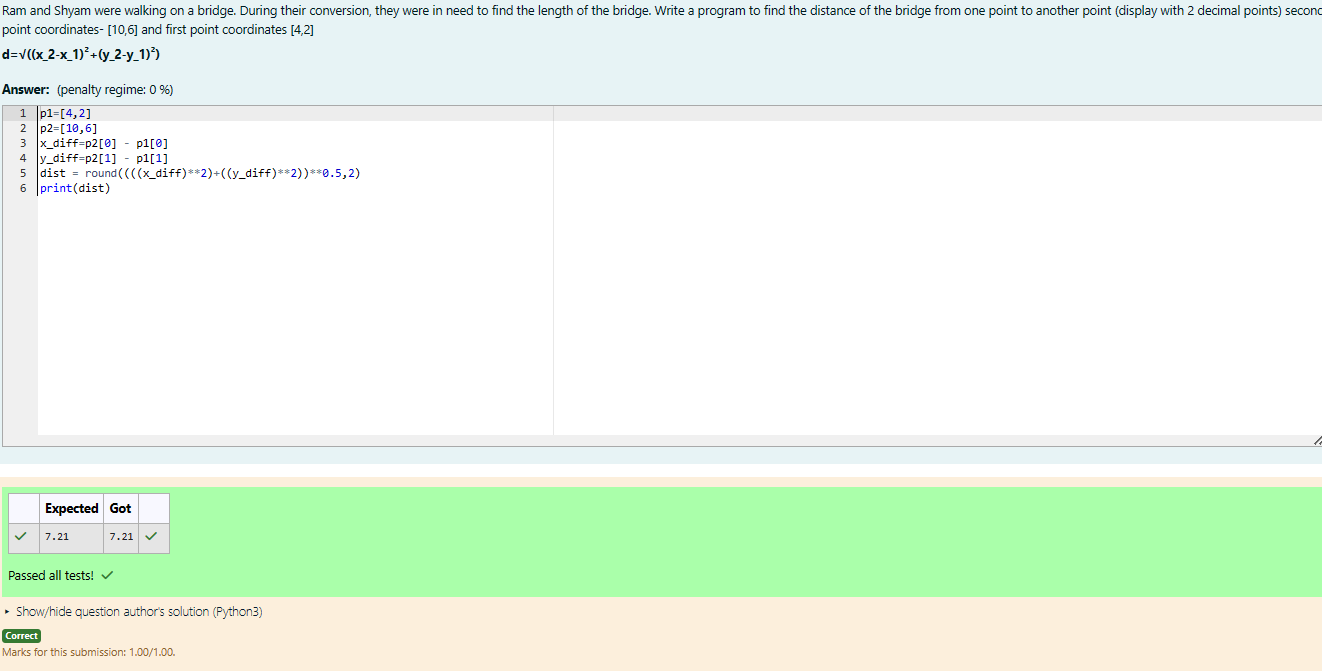 Ram and Shyam were walking on a bridge. During their conversion, they were in need to find the length of the bridge. Write a program to find the distance of the bridge from one point to another point (display with 2 decimal points) second
point coordinates- [10,6] and first point coordinates [4,2]
d=√((x_2-x_1)²+(y_2-y_1)²)
Answer: (penalty regime: 0 %)
1 p1=[4,2]
2 p2=[10,6]
3 x_diff=p2[0] - p1[0]
4 y_diff=p2[1] - p1[1]
5 dist = round((((x_diff)**2)+((y_diff)**2))**0.5,2)
6 print(dist)
Expected Got
7.21 7.21
Passed all tests!
Show/hide question author's solution (Python3)
Correct
Marks for this submission: 1.00/1.00.